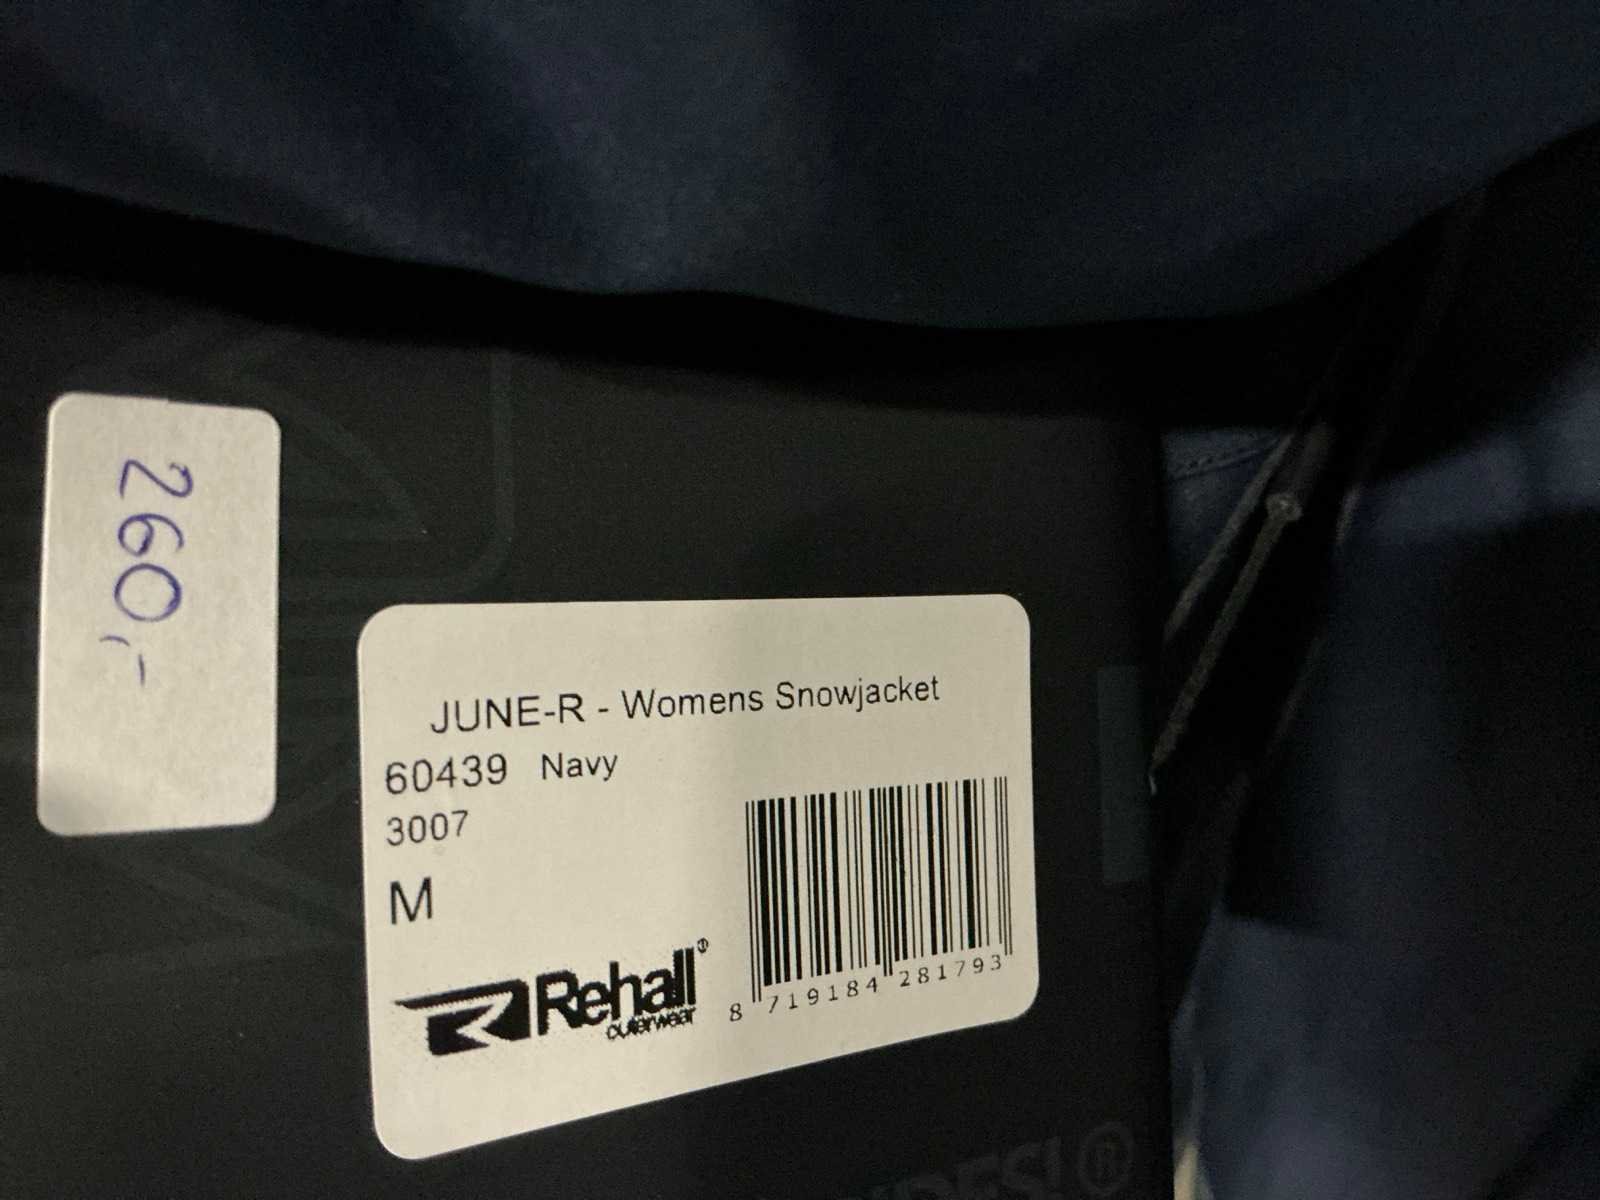 260,-
JUNE-R - Womens Snowjacket
60439 Navy
3007
M
Rehall®
outerwear
8 719184 281793